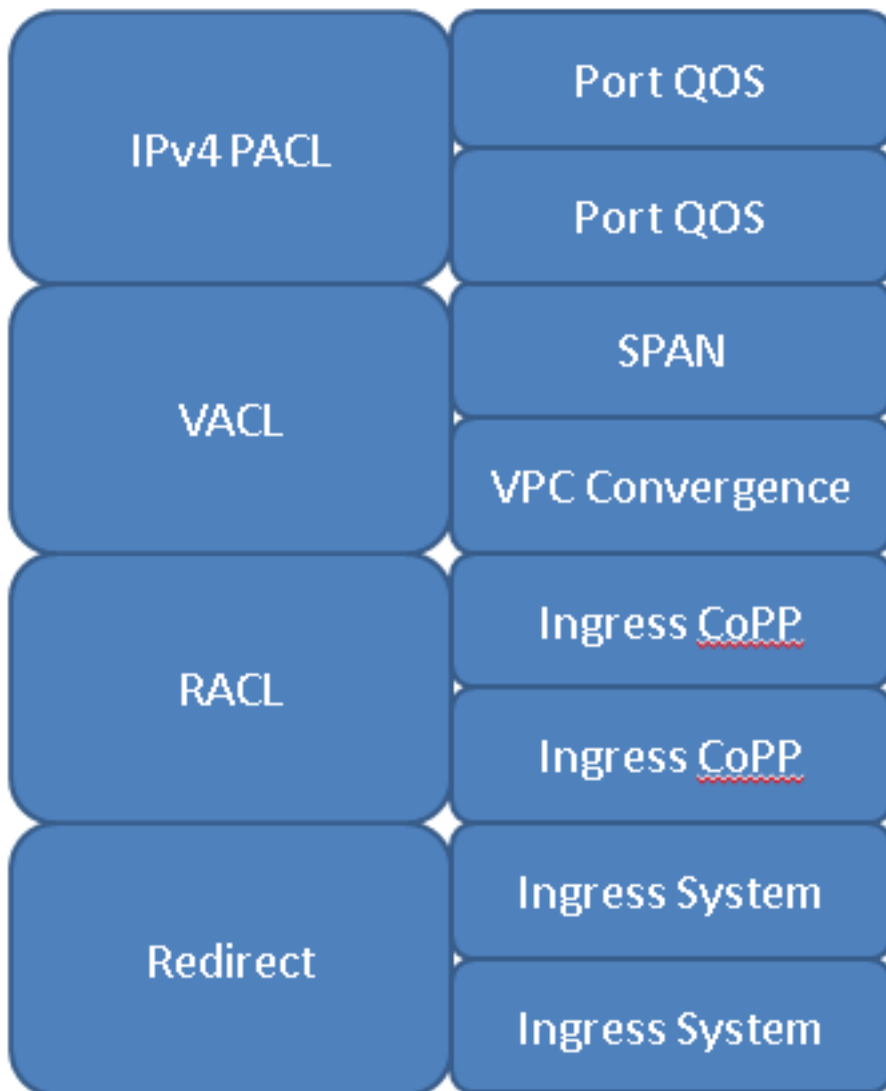 IPv4 PACL
Port QOS
Port QOS
VACL
SPAN
VPC Convergence
RACL
Ingress CoPP
Ingress CoPP
Redirect
Ingress System
Ingress System